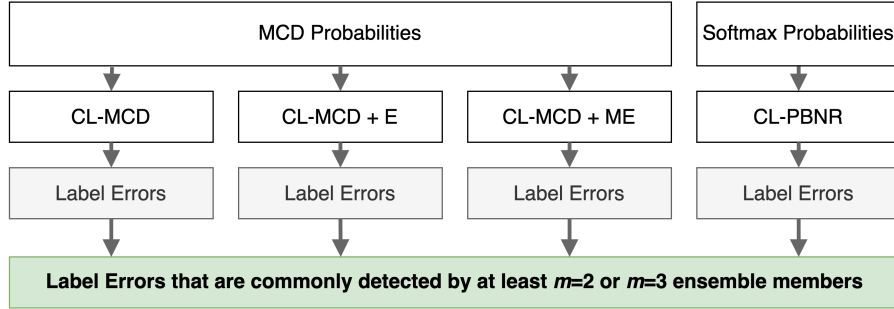 MCD Probabilities
Softmax Probabilities
CL-MCD
CL-MCD + E
CL-MCD + ME
CL-PBNR
Label Errors
Label Errors
Label Errors
Label Errors
Label Errors that are commonly detected by at least m=2 or m=3 ensemble members